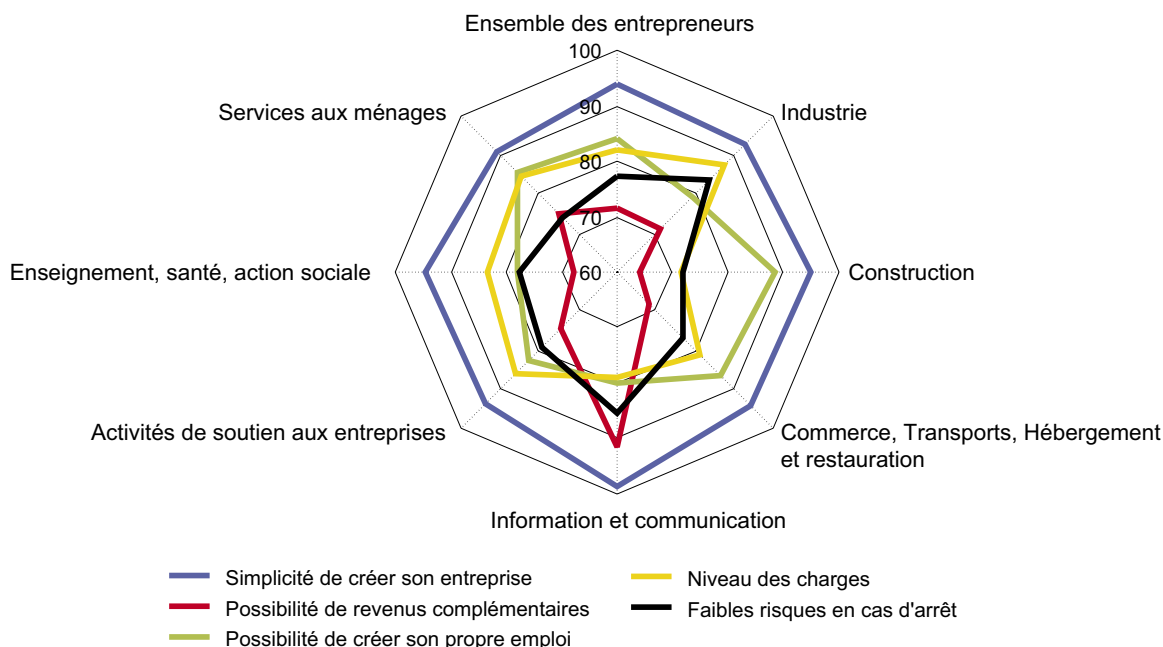 Ensemble des entrepreneurs
100
Services aux ménages
90
Industrie
80
70
Enseignement, santé, action sociale
60
Construction
Activités de soutien aux entreprises
Commerce, Transports, Hébergement
et restauration
Information et communication
Simplicité de créer son entreprise
Possibilité de revenus complémentaires
Possibilité de créer son propre emploi
Niveau des charges
Faibles risques en cas d'arrêt